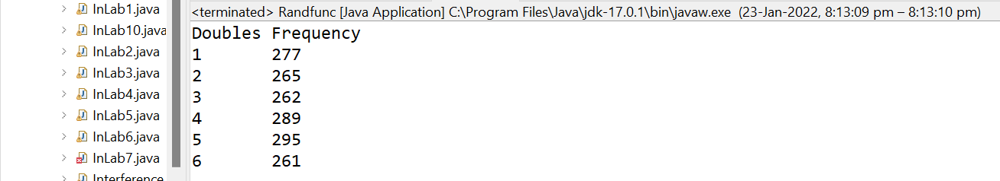 InLab1.java
InLab10.java
InLab2.java
InLab3.java
InLab4.java
InLab5.java
InLab6.java
InLab7.java
Interference
<terminated> Randfunc [Java Application] C:\Program Files\Java\jdk-17.0.1\bin\javaw.exe (23-Jan-2022, 8:13:09 pm – 8:13:10 pm)
Doubles Frequency
1 277
2 265
3 262
4 289
5 295
6 261